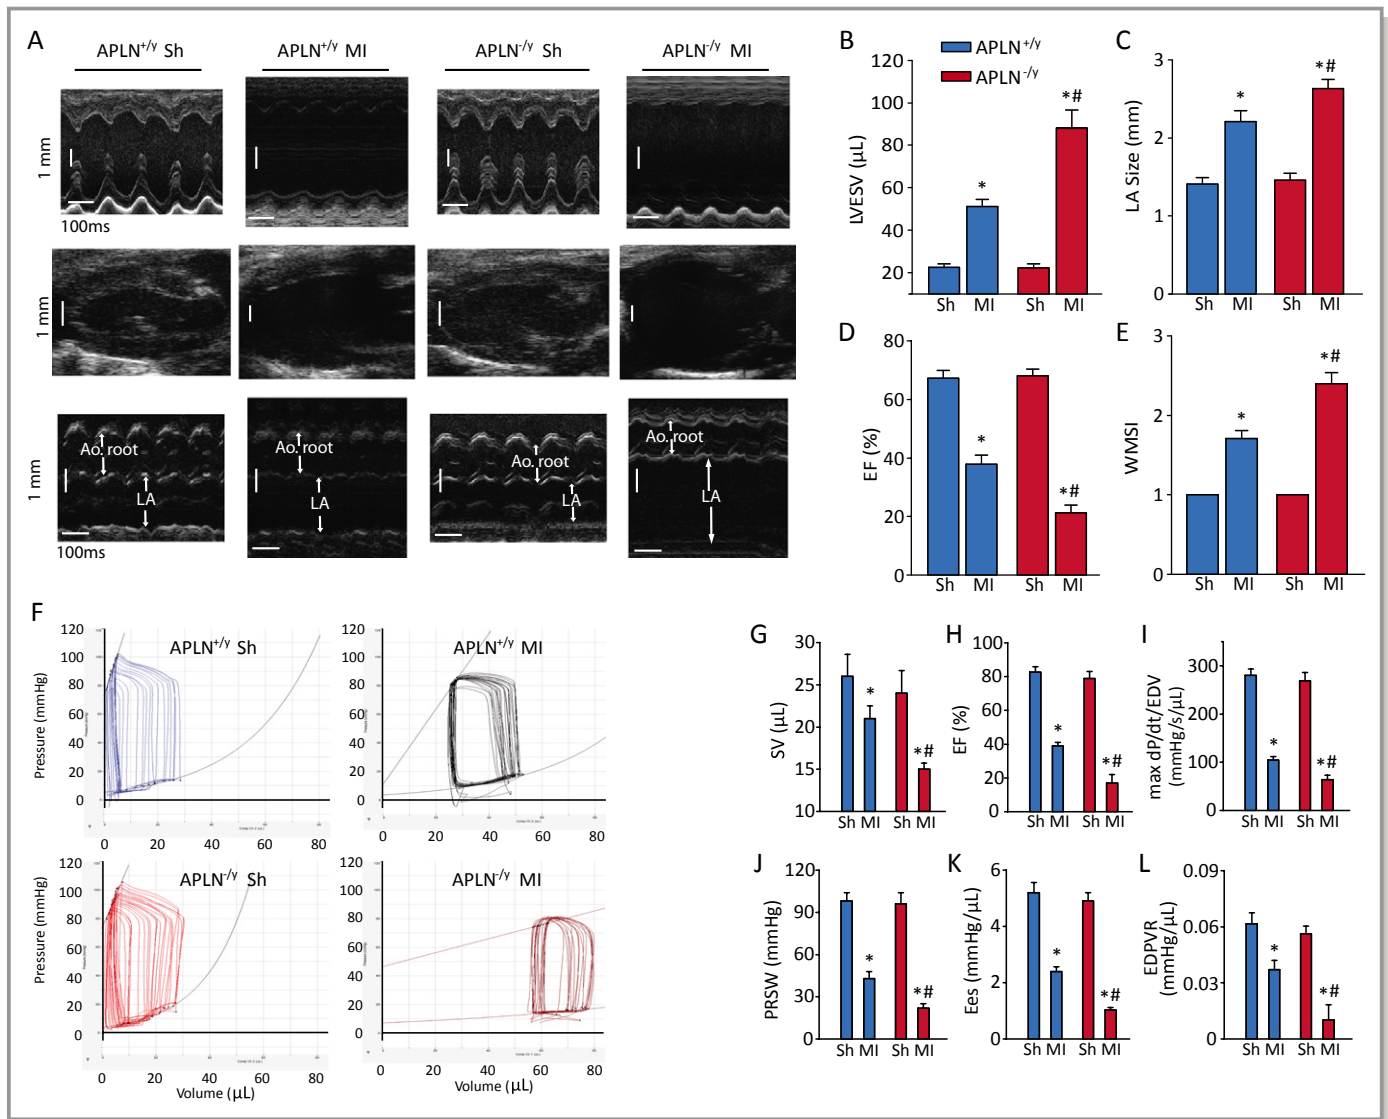 A
APLN+/y Sh
APLN+/y MI
APLN-/y Sh
APLN-/y MI
1 mm
100ms
1 mm
1 mm
Ao. root
LA
Ao. root
LA
Ao. root
LA
Ao. root
LA
100ms
B
APLN+/y
APLN-/y
LVESV (µL)
120
100
80
60
40
20
*
*#
Sh MI Sh MI
C
LA Size (mm)
3
2
1
0
*
*#
Sh MI Sh MI
D
EF (%)
80
60
40
20
0
*
*#
Sh MI Sh MI
E
WMSI
3
2
1
0
*
*#
Sh MI Sh MI
F
Pressure (mmHg)
120
100
80
60
40
20
0
APLN+/y Sh
0 20 40 60 80
120
100
80
60
40
20
0
APLN+/y MI
0 20 40 60 80
Pressure (mmHg)
120
100
80
60
40
20
0
APLN-/y Sh
0 20 40 60 80
Volume (µL)
120
100
80
60
40
20
0
APLN-/y MI
0 20 40 60 80
Volume (µL)
G
SV (µL)
30
25
20
15
10
*
*#
Sh MI Sh MI
H
EF (%)
100
80
60
40
20
0
*
*#
Sh MI Sh MI
I
max dP/dt/EDV
(mmHg/s/µL)
300
200
100
0
*
*#
Sh MI Sh MI
J
PRSW (mmHg)
120
90
60
30
0
*
*#
Sh MI Sh MI
K
Ees (mmHg/µL)
6
4
2
0
*
*#
Sh MI Sh MI
L
EDPVR
(mmHg/µL)
0.09
0.06
0.03
0
*
*#
Sh MI Sh MI